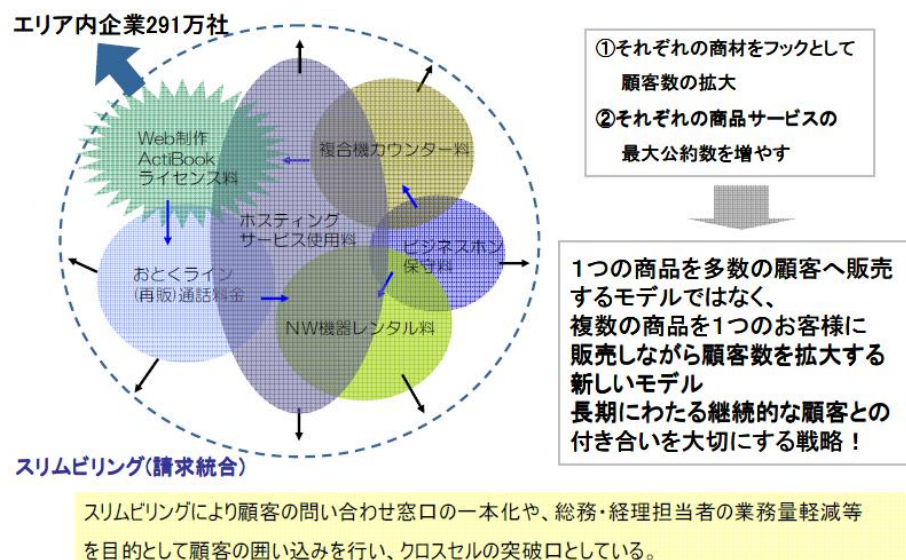 エリア内企業291万社
Web制作
ActiBook
ライセンス料
複合機カウンター料
ホスティング
サービス使用料
ビジネスホン
保守料
おとくライン
(再販)通話料金
NW機器レンタル料
スリムビリング(請求統合)
①それぞれの商材をフックとして
顧客数の拡大
②それぞれの商品サービスの
最大公約数を増やす
1つの商品を多数の顧客へ販売
するモデルではなく、
複数の商品を1つのお客様に
販売しながら顧客数を拡大する
新しいモデル
長期にわたる継続的な顧客との
付き合いを大切にする戦略！
スリムビリングにより顧客の問い合わせ窓口の一本化や、総務・経理担当者の業務量軽減等
を目的として顧客の囲い込みを行い、クロスセルの突破口としている。